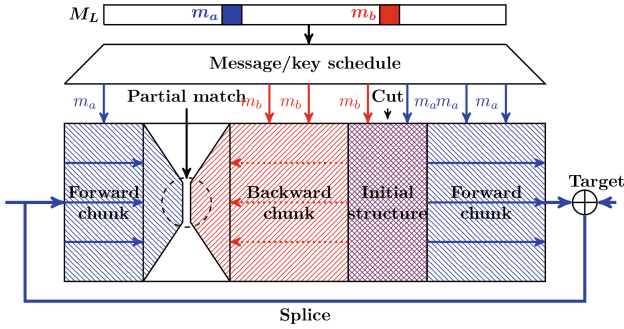 M_L m_a m_b
Message/key schedule
m_a m_b m_b m_b m_a m_a m_a
Partial match Cut
Forward chunk
Backward chunk
Initial structure
Forward chunk
Target
Splice